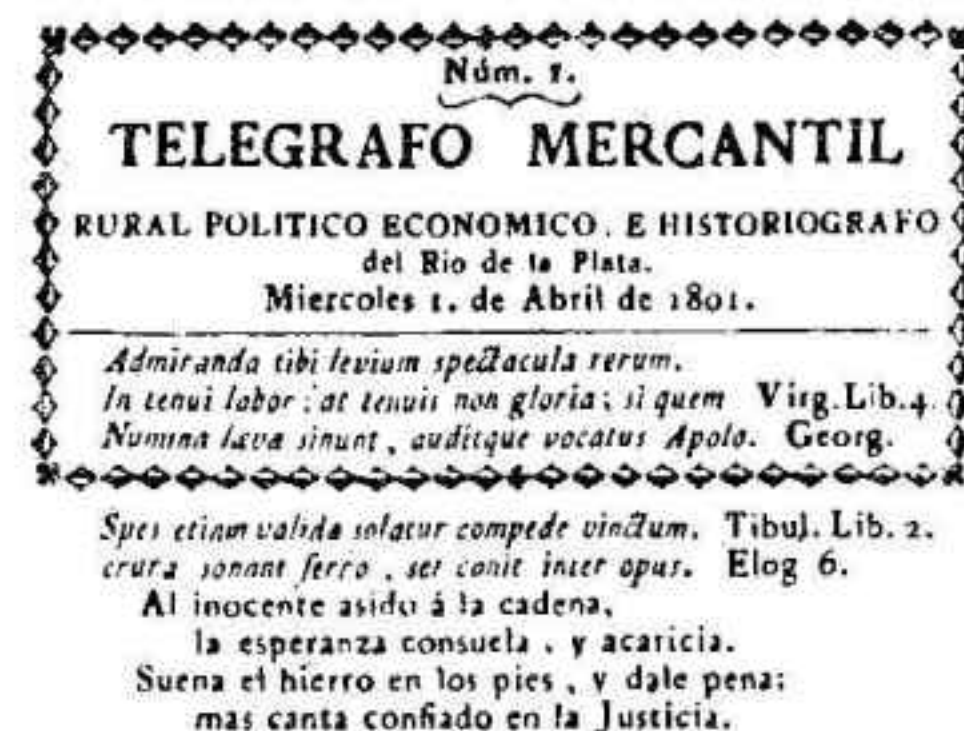 Núm. 1.
TELEGRAFO MERCANTIL
RURAL POLITICO ECONOMICO, E HISTORIOGRAFO
del Rio de la Plata.
Miercoles 1. de Abril de 1801.
Admiranda tibi levium spectacula rerum.
In tenui labor; at tenuis non gloria; si quem Virg. Lib. 4.
Numina læva sinunt, auditque vocatus Apolo. Georg.
Spes etiam valida solatur compede vinctum. Tibul. Lib. 2.
crura sonant ferro, set canit inter opus. Elog 6.
Al inocente asido á la cadena,
la esperanza consuela, y acaricia.
Suena el hierro en los pies, y dale pena;
mas canta confiado en la Justicia.